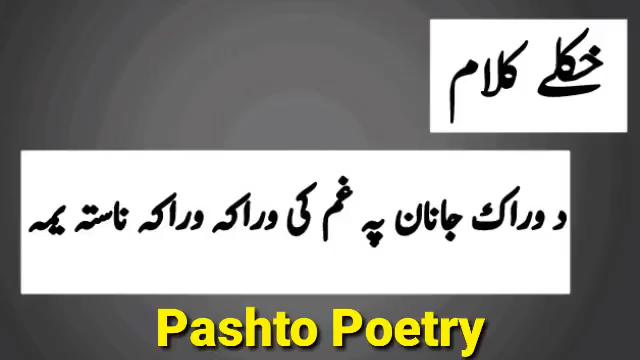 خکلے کلام
د وراک جانان پہ غم کی وراکہ وراکہ ناستہ یمہ
Pashto Poetry